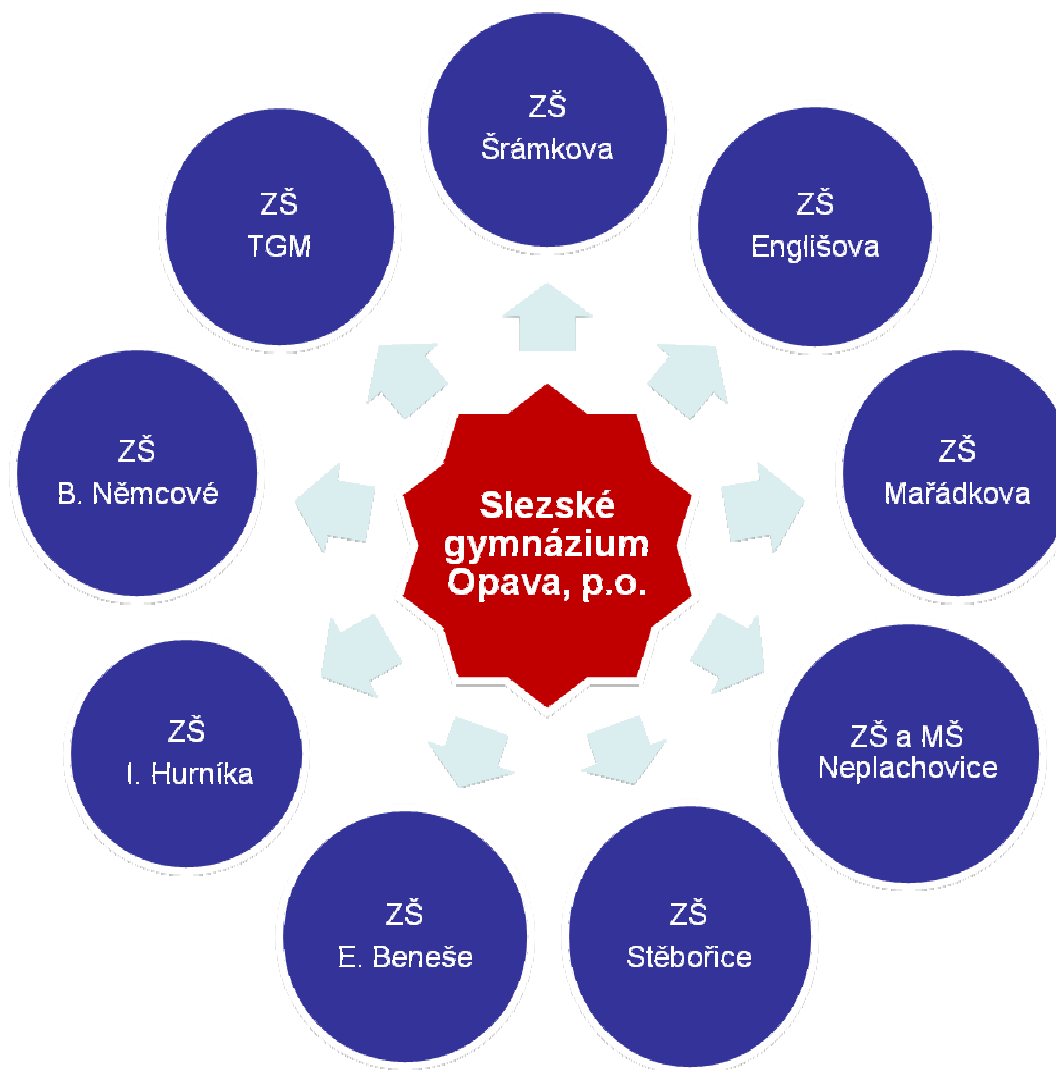 ZŠ
Šrámkova
ZŠ
Englišova
ZŠ
Mařádkova
ZŠ a MŠ
Neplachovice
ZŠ
Stěbořice
ZŠ
E. Beneše
ZŠ
I. Hurníka
ZŠ
B. Němcové
ZŠ
TGM
Slezské
gymnázium
Opava, p.o.